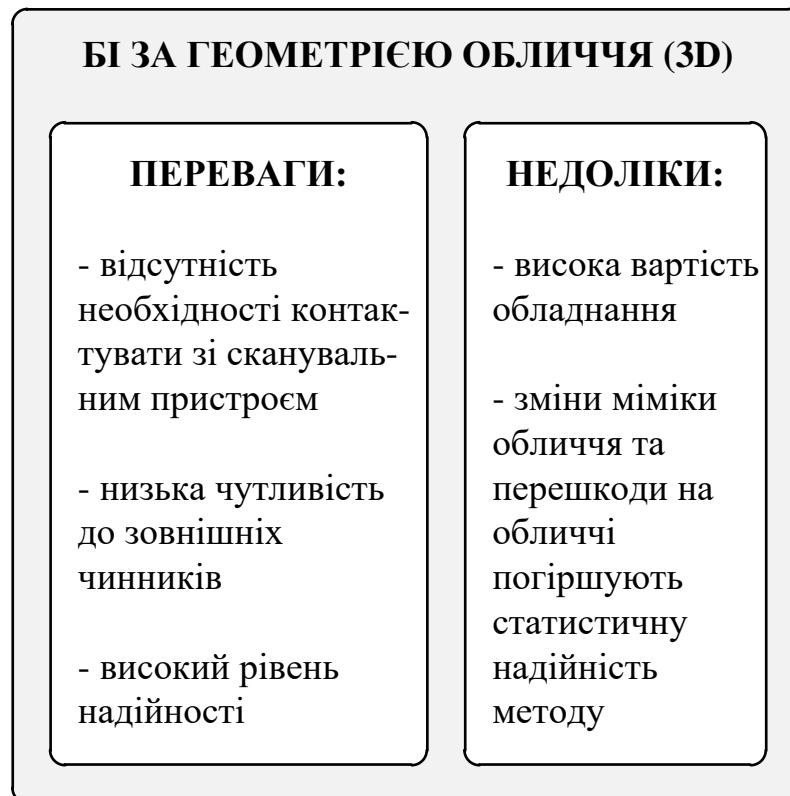 БІ ЗА ГЕОМЕТРІЄЮ ОБЛИЧЧЯ (3D)
ПЕРЕВАГИ:
- відсутність
необхідності контак-
тувати зі сканувaль-
ним пристроєм
- низька чутливість
до зовнішніх
чинників
- високий рівень
надійності
НЕДОЛІКИ:
- висока вартість
обладнання
- зміни міміки
обличчя та
перешкоди на
обличчі
погіршують
статистичну
надійність
методу